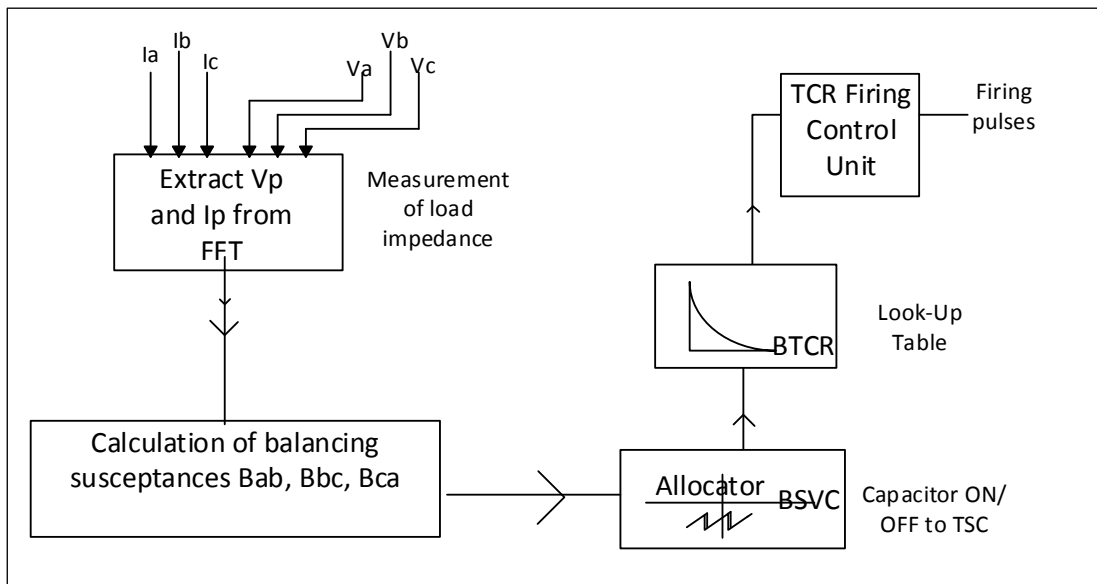 Ia
Ib
Ic
Va
Vb
Vc
Extract Vp
and Ip from
FFT
Measurement
of load
impedance
Calculation of balancing
susceptances Bab, Bbc, Bca
Allocator
BSVC
Capacitor ON/
OFF to TSC
BTCR
Look-Up
Table
TCR Firing
Control
Unit
Firing
pulses